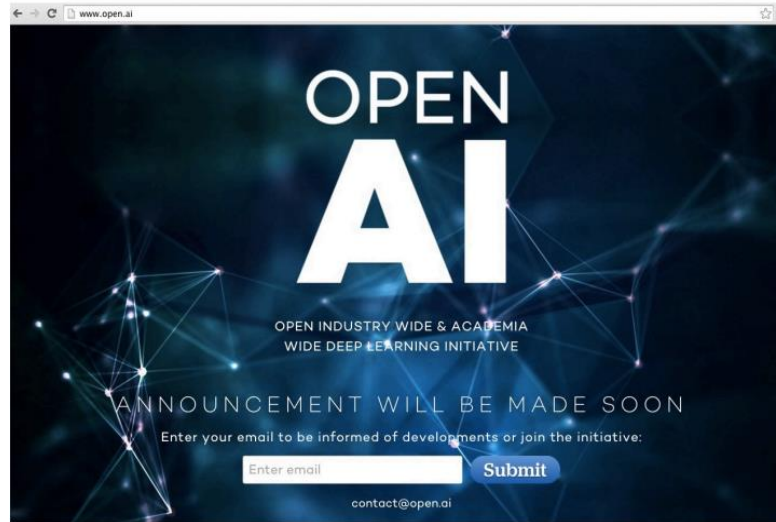 www.open.ai
OPEN
AI
OPEN INDUSTRY WIDE & ACADEMIA
WIDE DEEP LEARNING INITIATIVE
ANNOUNCEMENT WILL BE MADE SOON
Enter your email to be informed of developments or join the initiative:
Enter email Submit
contact@open.ai